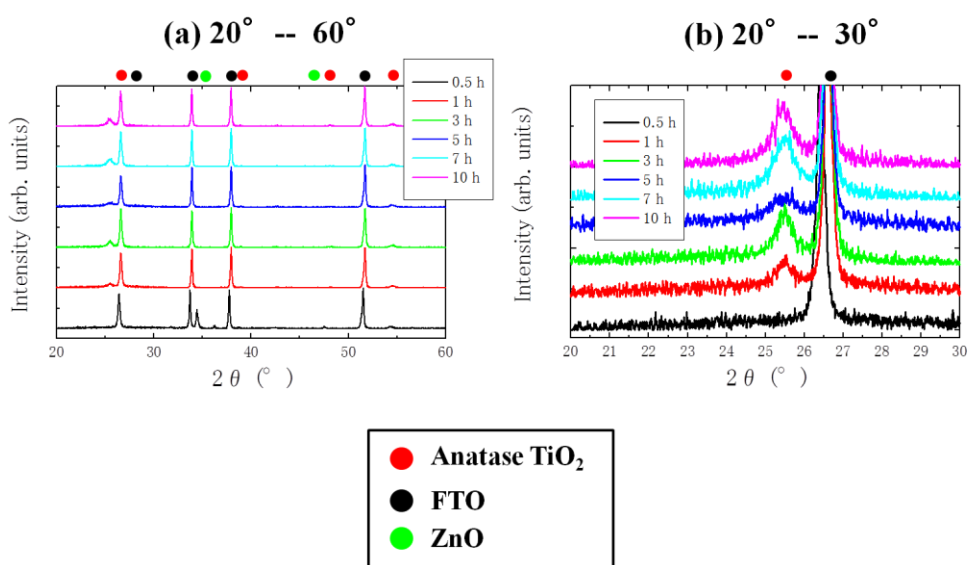 (a) 20° -- 60°
Intensity (arb. units)
0.5 h
1 h
3 h
5 h
7 h
10 h
20 30 40 50 60
2 θ (°)
(b) 20° -- 30°
Intensity (arb. units)
0.5 h
1 h
3 h
5 h
7 h
10 h
20 21 22 23 24 25 26 27 28 29 30
2 θ (°)
Anatase TiO₂
FTO
ZnO